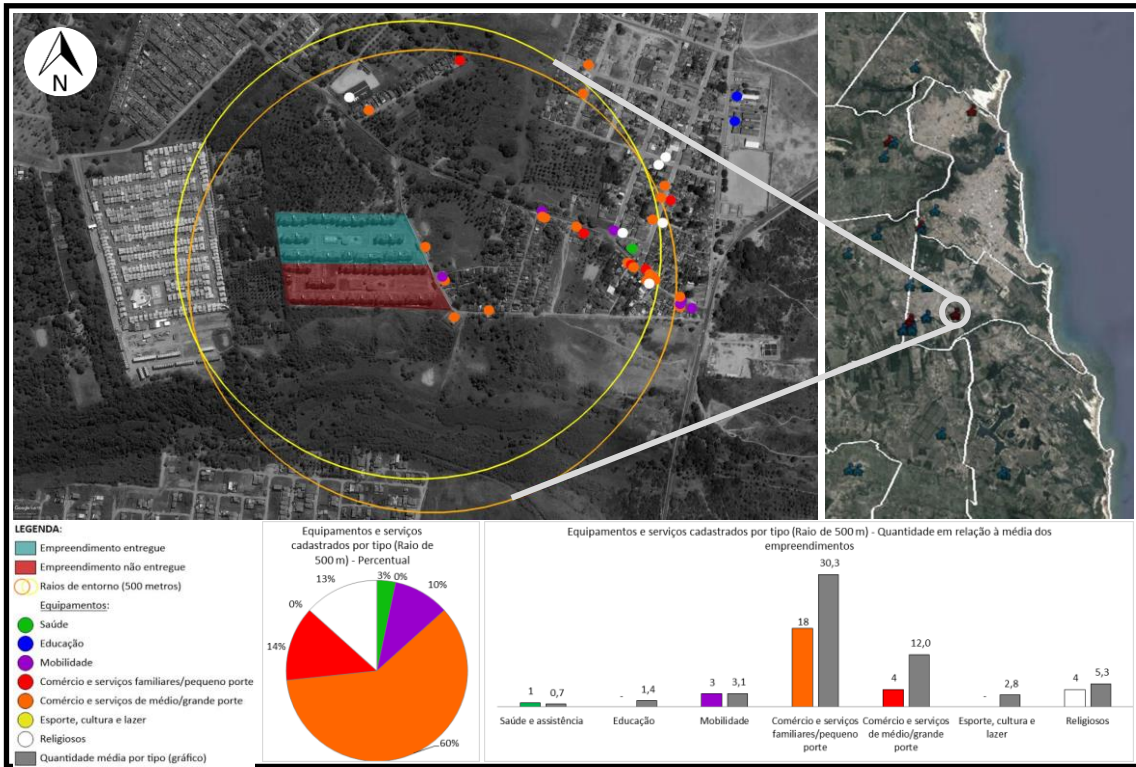 N
LEGENDA:
Empreendimento entregue
Empreendimento não entregue
Raios de entorno (500 metros)
Equipamentos:
Saúde
Educação
Mobilidade
Comércio e serviços familiares/pequeno porte
Comércio e serviços de médio/grande porte
Esporte, cultura e lazer
Religiosos
Quantidade média por tipo (gráfico)
Equipamentos e serviços
cadastrados por tipo (Raio de
500 m) - Percentual
13%
3%
0%
10%
0%
14%
60%
Equipamentos e serviços cadastrados por tipo (Raio de 500 m) - Quantidade em relação à média dos
empreendimentos
1
0,7
-
1,4
3
3,1
18
30,3
4
12,0
-
2,8
4
5,3
Saúde e assistência
Educação
Mobilidade
Comércio e serviços
familiares/pequeno
porte
Comércio e serviços
de médio/grande
porte
Esporte, cultura e
lazer
Religiosos